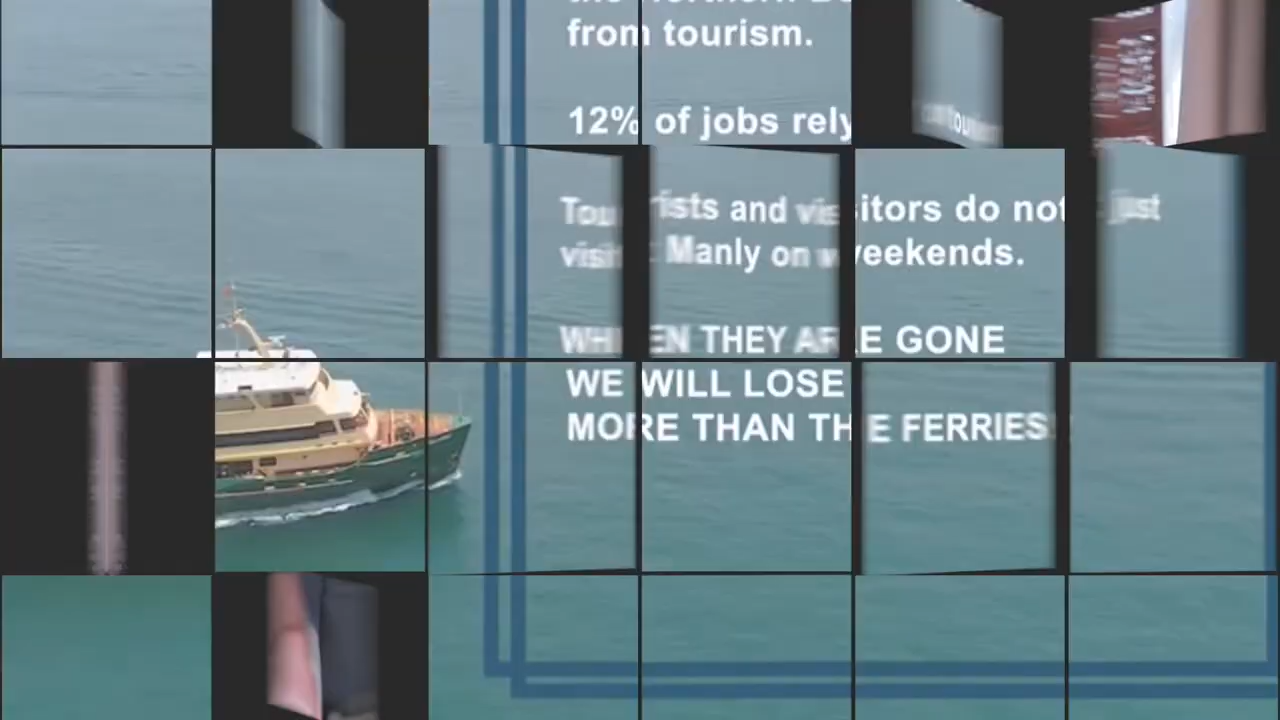 from tourism.
12% of jobs rely
Tourists and visitors do not just
visit Manly on weekends.
WHEN THEY ARE GONE
WE WILL LOSE
MORE THAN THE FERRIES